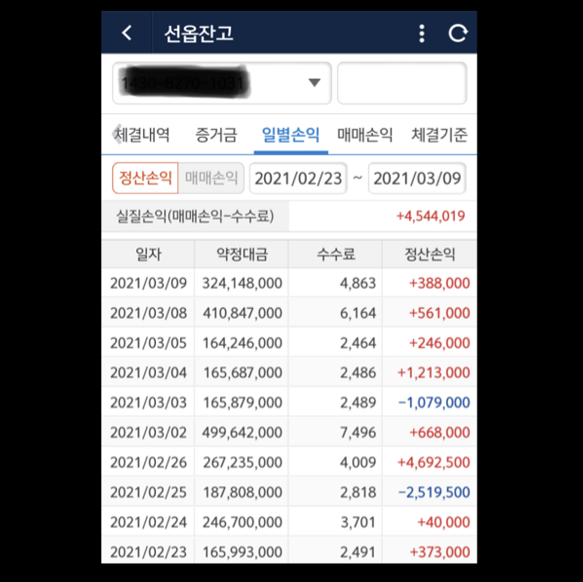 선옵잔고
체결내역 증거금 일별손익 매매손익 체결기준
정산손익 매매손익 2021/02/23 ~ 2021/03/09
실질손익(매매손익-수수료) +4,544,019
일자 약정대금 수수료 정산손익
2021/03/09 324,148,000 4,863 +388,000
2021/03/08 410,847,000 6,164 +561,000
2021/03/05 164,246,000 2,464 +246,000
2021/03/04 165,687,000 2,486 +1,213,000
2021/03/03 165,879,000 2,489 -1,079,000
2021/03/02 499,642,000 7,496 +668,000
2021/02/26 267,235,000 4,009 +4,692,500
2021/02/25 187,808,000 2,818 -2,519,500
2021/02/24 246,700,000 3,701 +40,000
2021/02/23 165,993,000 2,491 +373,000